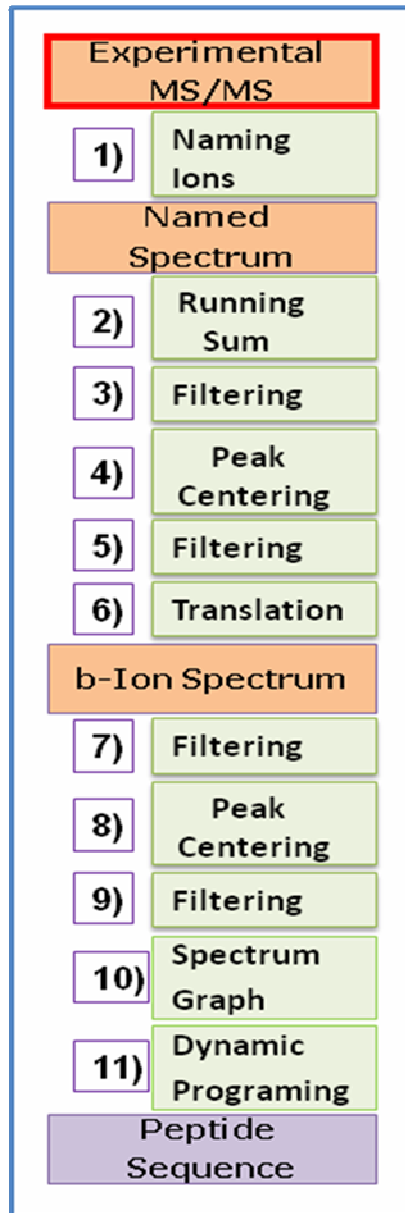 Experimental
MS/MS
1) Naming
Ions
Named
Spectrum
2) Running
Sum
3) Filtering
4) Peak
Centering
5) Filtering
6) Translation
b-Ion Spectrum
7) Filtering
8) Peak
Centering
9) Filtering
10) Spectrum
Graph
11) Dynamic
Programing
Peptide
Sequence